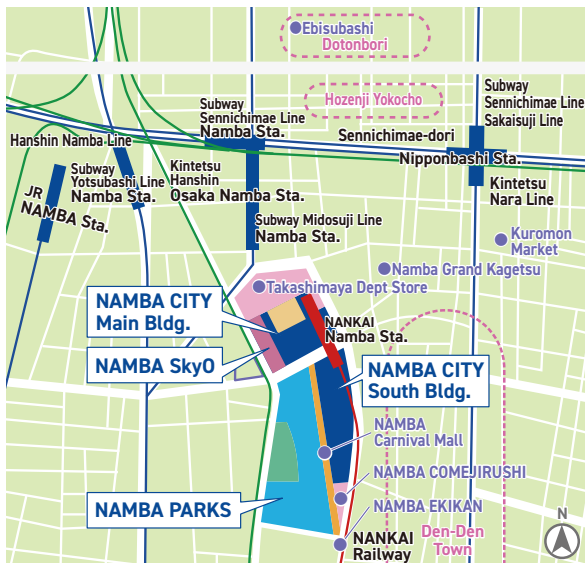 Ebisubashi
Dotonbori
Hozenji Yokocho
Subway
Sennichimae Line
Sakaisuji Line
Subway
Sennichimae Line
Namba Sta.
Sennichimae-dori
Hanshin Namba Line
Nipponbashi Sta.
Subway
Yotsubashi Line
Namba Sta.
Kintetsu
Hanshin
Osaka Namba Sta.
Kintetsu
Nara Line
JR
NAMBA Sta.
Subway Midosuji Line
Namba Sta.
Kuromon
Market
Namba Grand Kagetsu
Takashimaya Dept Store
NAMBA CITY
Main Bldg.
NANKAI
Namba Sta.
NAMBA SkyO
NAMBA CITY
South Bldg.
NAMBA
Carnival Mall
NAMBA COMEJIRUSHI
NAMBA PARKS
NAMBA EKIKAN
NANKAI
Railway
Den-Den
Town
N